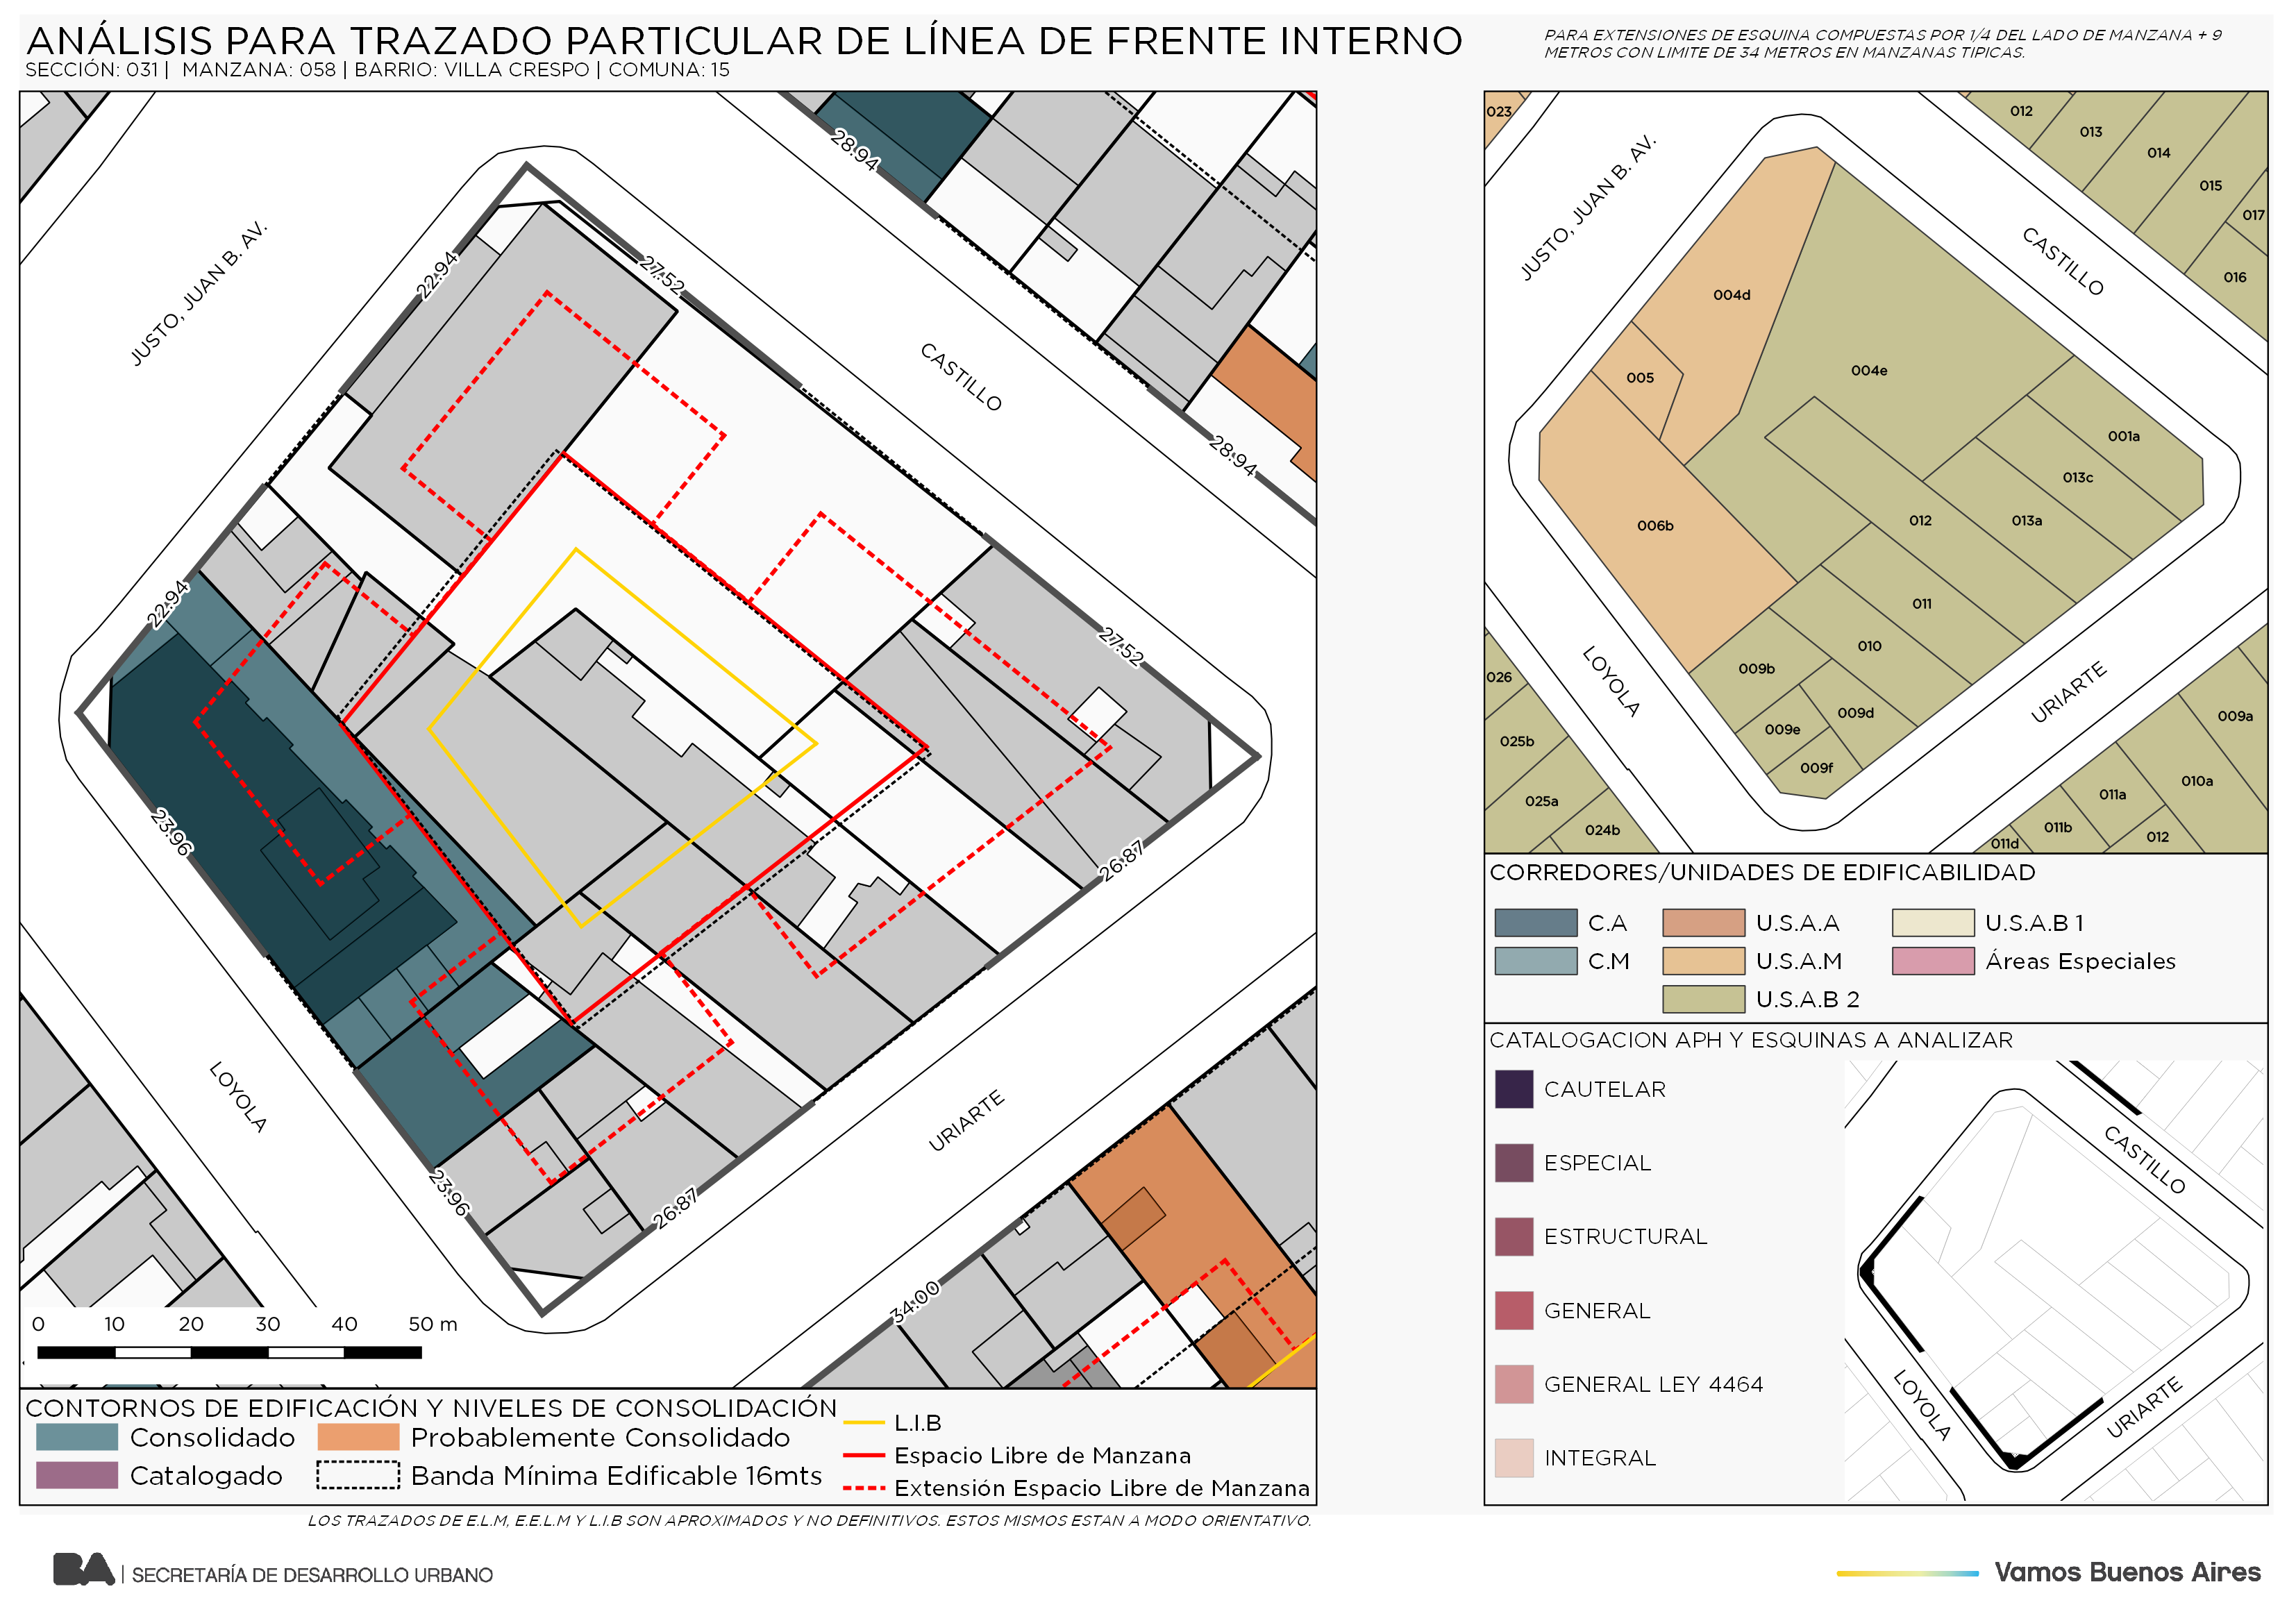 ANÁLISIS PARA TRAZADO PARTICULAR DE LÍNEA DE FRENTE INTERNO
SECCIÓN: 031 | MANZANA: 058 | BARRIO: VILLA CRESPO | COMUNA: 15
PARA EXTENSIONES DE ESQUINA COMPUESTAS POR 1/4 DEL LADO DE MANZANA + 9
METROS CON LIMITE DE 34 METROS EN MANZANAS TIPICAS.
28.94
JUSTO, JUAN B. AV.
22.94
27.52
CASTILLO
28.94
22.94
27.52
23.96
26.87
LOYOLA
URIARTE
23.96
26.87
34.00
0 10 20 30 40 50 m
CONTORNOS DE EDIFICACIÓN Y NIVELES DE CONSOLIDACIÓN
Consolidado
Probablemente Consolidado
Catalogado
Banda Mínima Edificable 16mts
L.I.B
Espacio Libre de Manzana
Extensión Espacio Libre de Manzana
LOS TRAZADOS DE E.L.M, E.E.L.M Y L.I.B SON APROXIMADOS Y NO DEFINITIVOS. ESTOS MISMOS ESTAN A MODO ORIENTATIVO.
023
012
013
014
015
017
016
JUSTO, JUAN B. AV.
CASTILLO
004d
005
004e
001a
013c
006b
012
013a
011
010
009b
009d
009e
009f
LOYOLA
URIARTE
026
025b
025a
024b
009a
010a
011a
011b
012
011d
CORREDORES/UNIDADES DE EDIFICABILIDAD
C.A
U.S.A.A
U.S.A.B 1
C.M
U.S.A.M
Áreas Especiales
U.S.A.B 2
CATALOGACION APH Y ESQUINAS A ANALIZAR
CAUTELAR
ESPECIAL
ESTRUCTURAL
GENERAL
GENERAL LEY 4464
INTEGRAL
CASTILLO
LOYOLA
URIARTE
BA | SECRETARÍA DE DESARROLLO URBANO
Vamos Buenos Aires